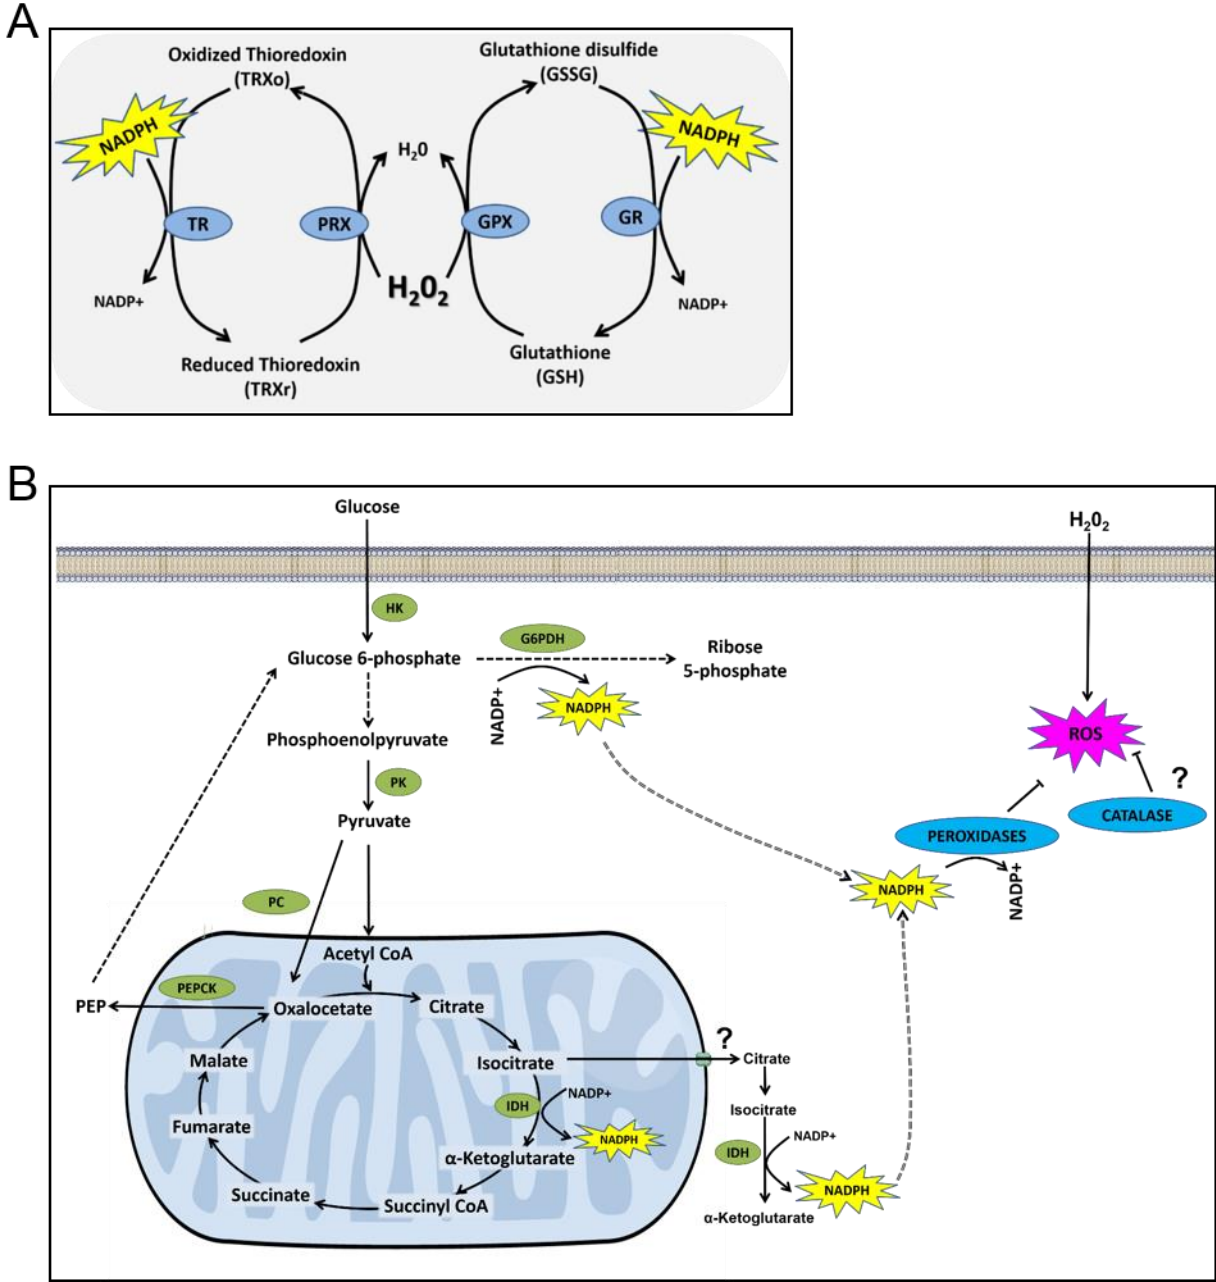 A
Oxidized Thioredoxin
(TRXo)
Glutathione disulfide
(GSSG)
NADPH
NADPH
H₂0
TR
PRX
GPX
GR
NADP+
H₂0₂
NADP+
Reduced Thioredoxin
(TRXr)
Glutathione
(GSH)
B
Glucose
H₂0₂
HK
G6PDH
Glucose 6-phosphate
Ribose
5-phosphate
NADP+
NADPH
Phosphoenolpyruvate
ROS
PK
?
CATALASE
Pyruvate
PEROXIDASES
NADPH
NADP+
PC
Acetyl CoA
PEPCK
PEP
Oxalocetate
Citrate
?
Malate
Isocitrate
Citrate
IDH
NADP+
Isocitrate
Fumarate
NADPH
NADP+
α-Ketoglutarate
IDH
NADPH
Succinate
Succinyl CoA
α-Ketoglutarate